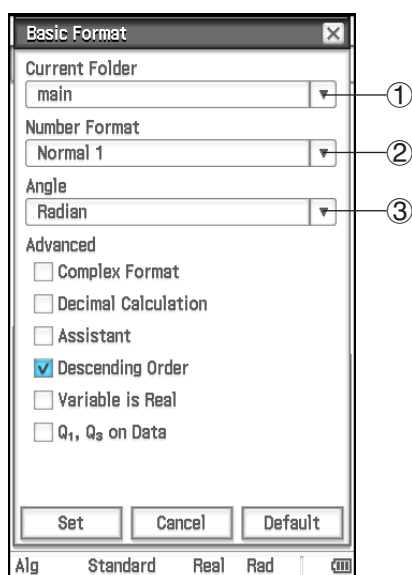 Basic Format
Current Folder
main
①
Number Format
Normal 1
②
Angle
Radian
③
Advanced
Complex Format
Decimal Calculation
Assistant
Descending Order
Variable is Real
Q₁, Q₃ on Data
Set Cancel Default
Alg Standard Real Rad